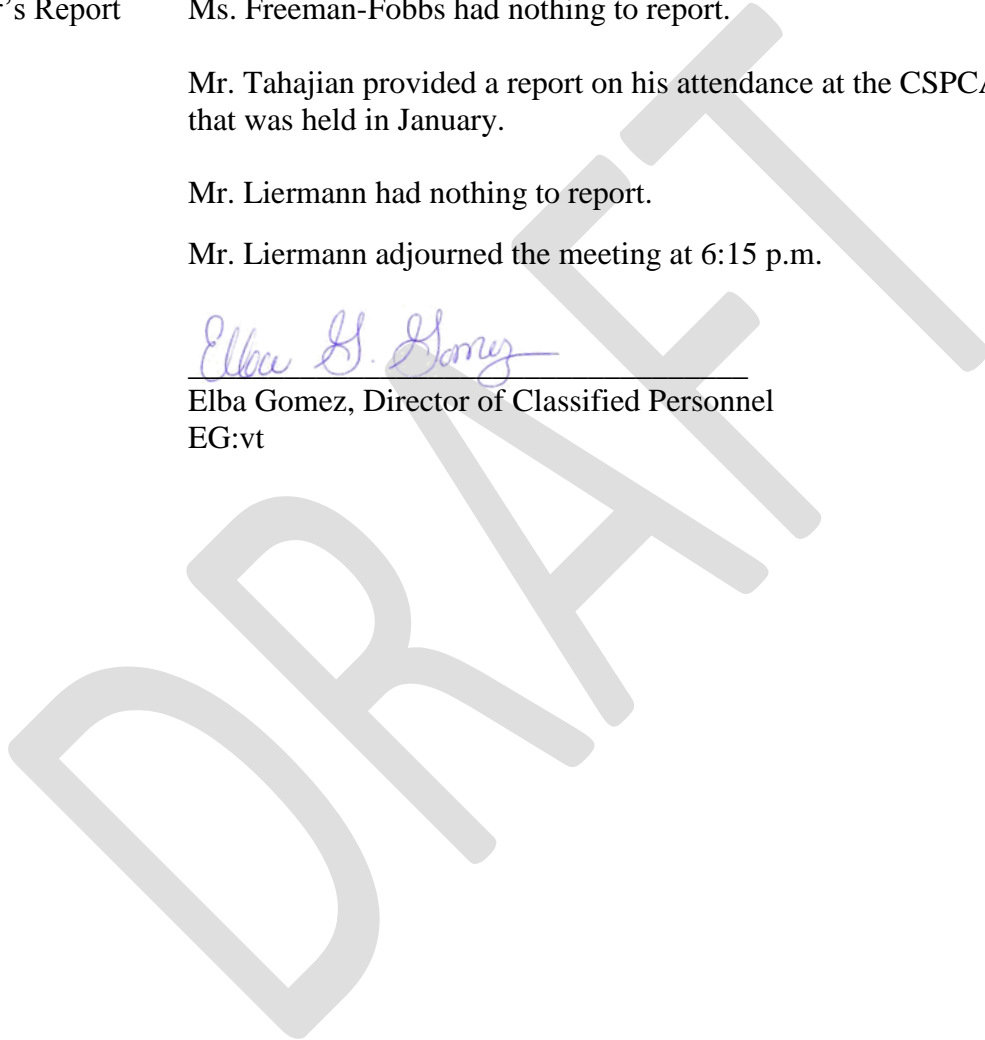 ’s Report Ms. Freeman-Fobbs had nothing to report.
Mr. Tahajian provided a report on his attendance at the CSPCA
that was held in January.
Mr. Liermann had nothing to report.
Mr. Liermann adjourned the meeting at 6:15 p.m.
Elba G. Gomez
Elba Gomez, Director of Classified Personnel
EG:vt
DRAFT